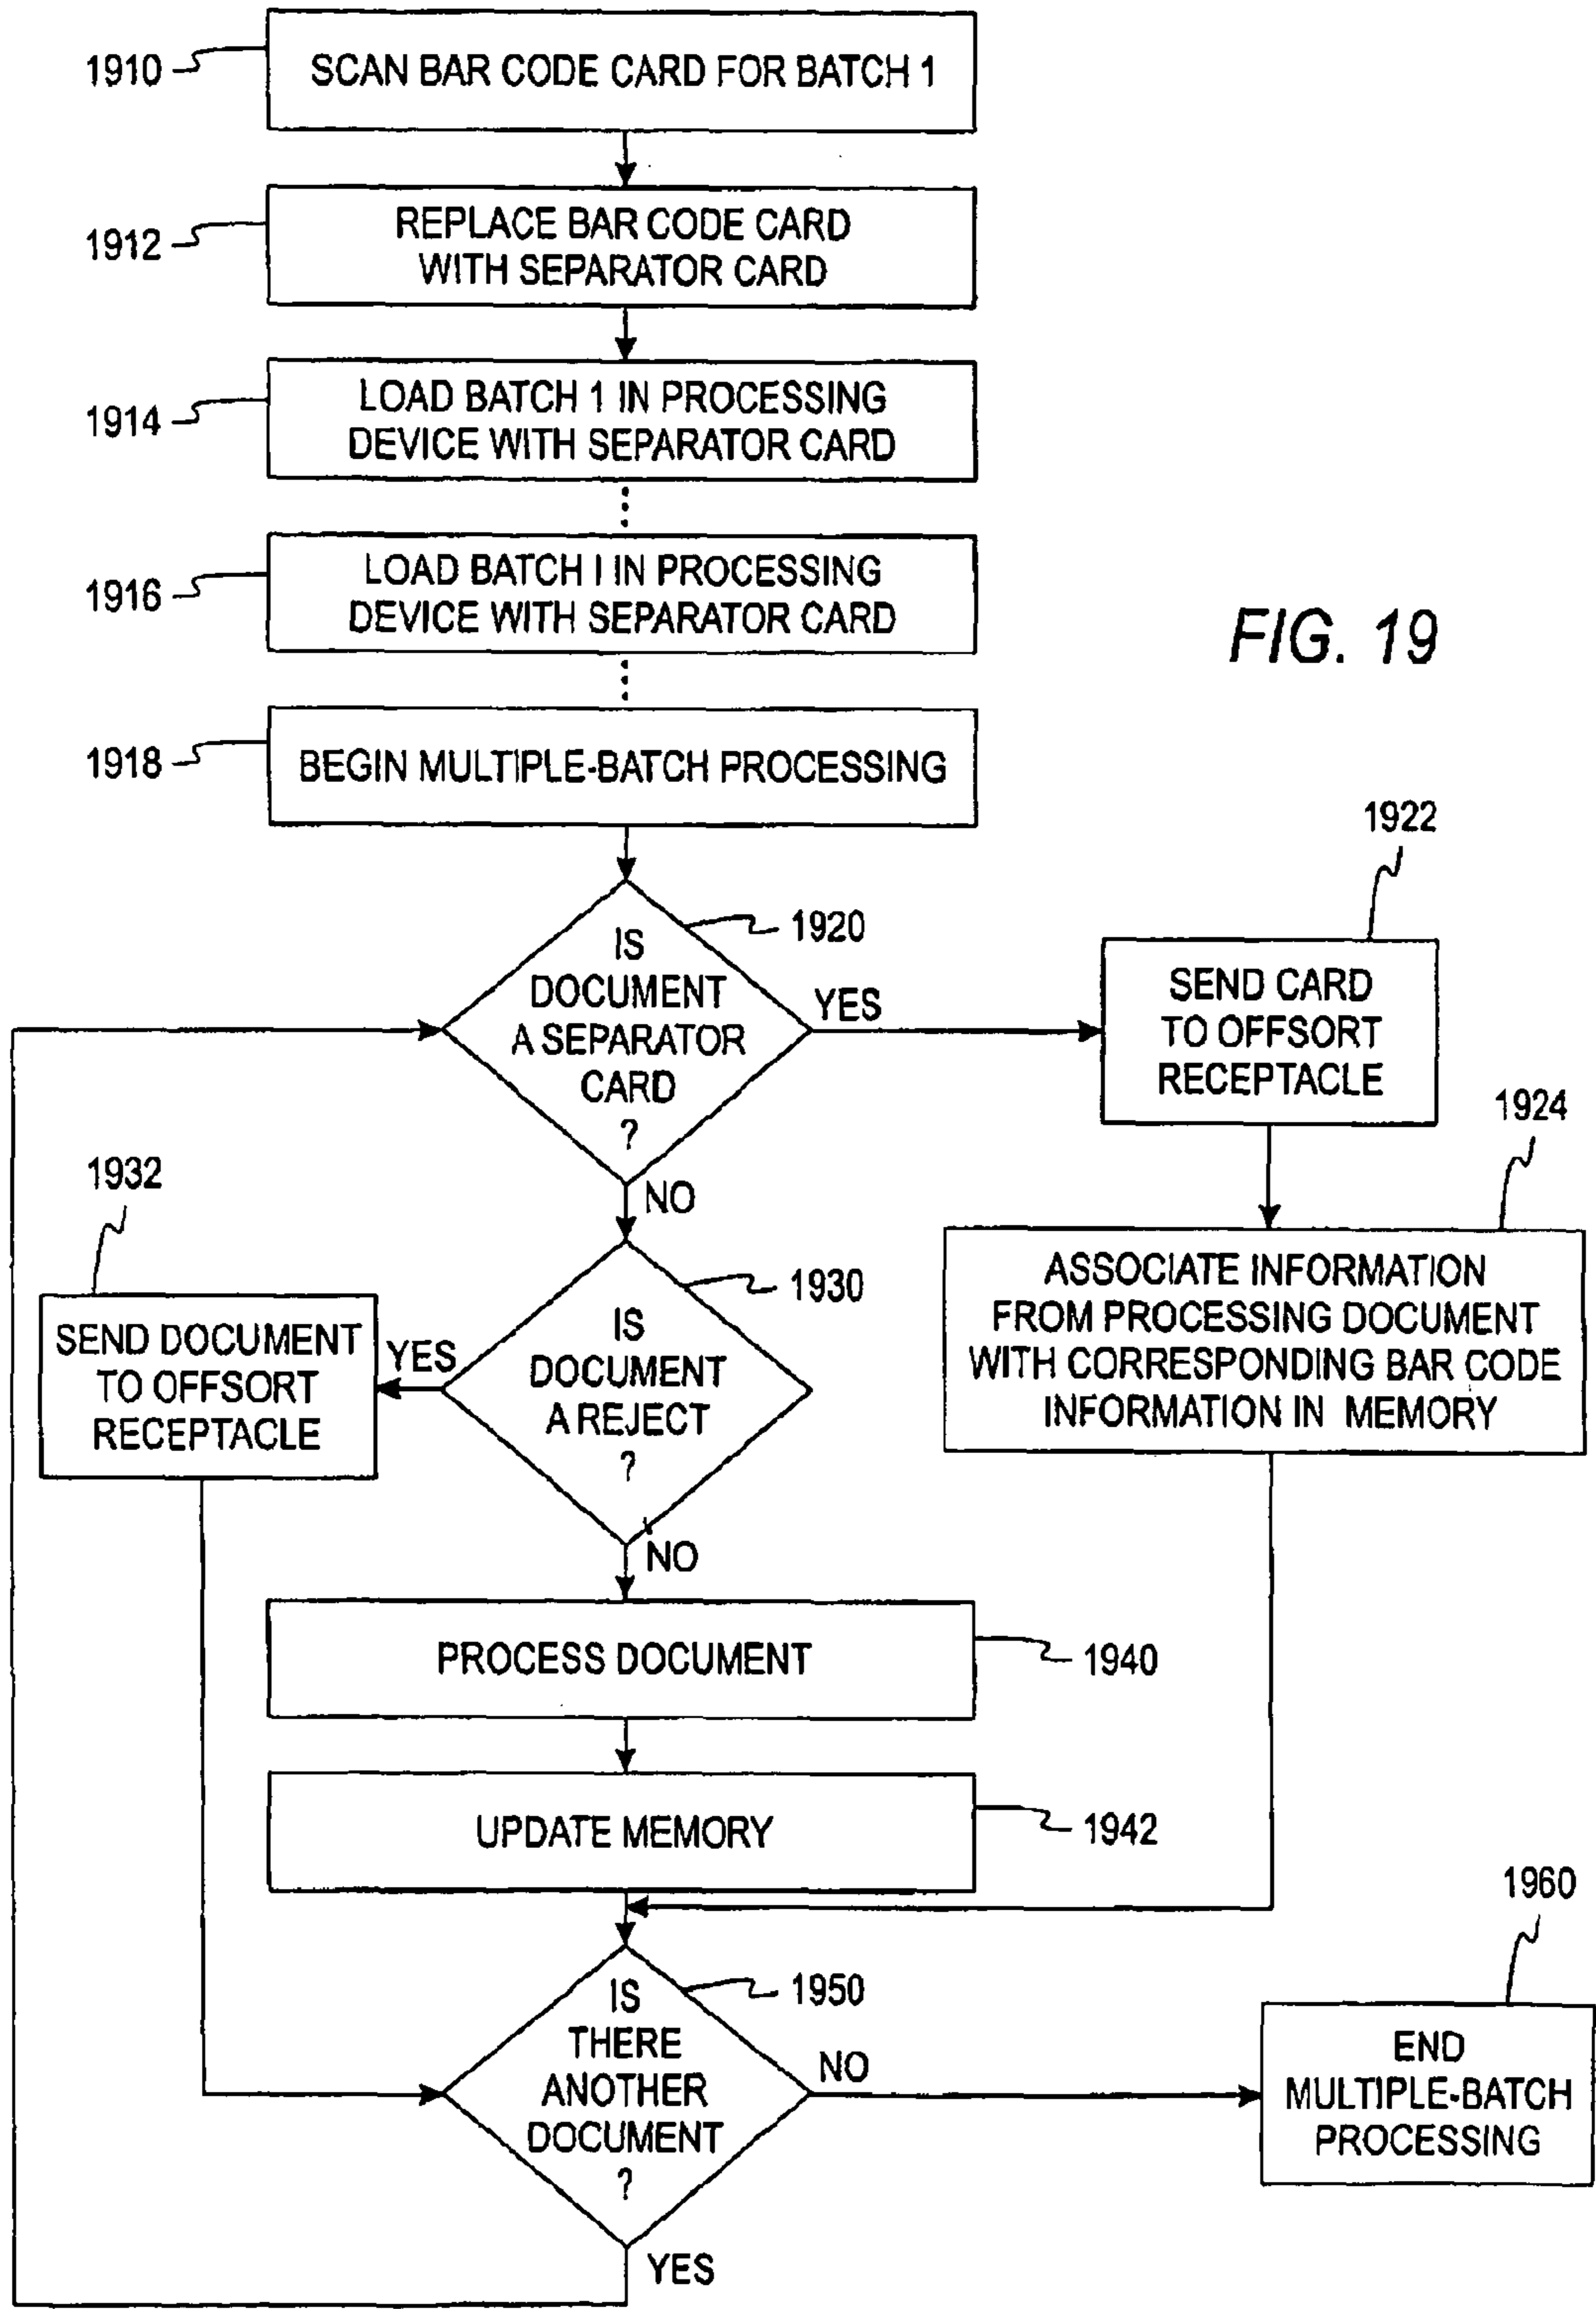 1910
SCAN BAR CODE CARD FOR BATCH 1
1912
REPLACE BAR CODE CARD
WITH SEPARATOR CARD
1914
LOAD BATCH 1 IN PROCESSING
DEVICE WITH SEPARATOR CARD
1916
LOAD BATCH I IN PROCESSING
DEVICE WITH SEPARATOR CARD
FIG. 19
1918
BEGIN MULTIPLE-BATCH PROCESSING
1920
IS
DOCUMENT
A SEPARATOR
CARD
?
YES
NO
1922
SEND CARD
TO OFFSORT
RECEPTACLE
1924
ASSOCIATE INFORMATION
FROM PROCESSING DOCUMENT
WITH CORRESPONDING BAR CODE
INFORMATION IN MEMORY
1930
IS
DOCUMENT
A REJECT
?
YES
NO
1932
SEND DOCUMENT
TO OFFSORT
RECEPTACLE
PROCESS DOCUMENT
1940
UPDATE MEMORY
1942
1950
IS
THERE
ANOTHER
DOCUMENT
?
NO
YES
1960
END
MULTIPLE-BATCH
PROCESSING